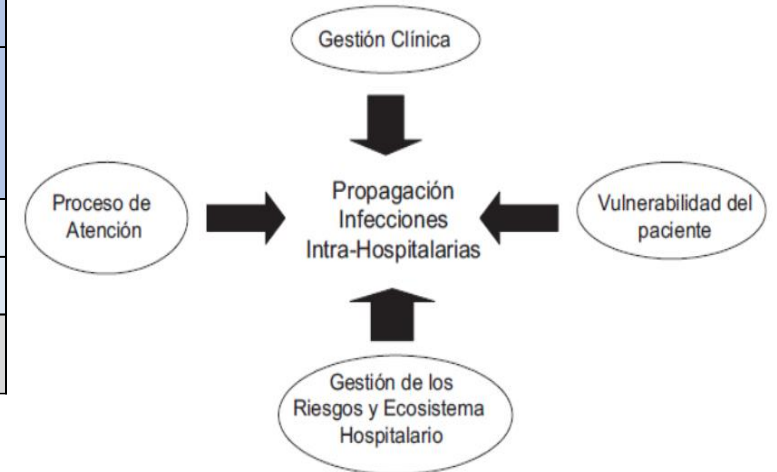 Gestión Clínica
Proceso de
Atención
Propagación
Infecciones
Intra-Hospitalarias
Vulnerabilidad del
paciente
Gestión de los
Riesgos y Ecosistema
Hospitalario